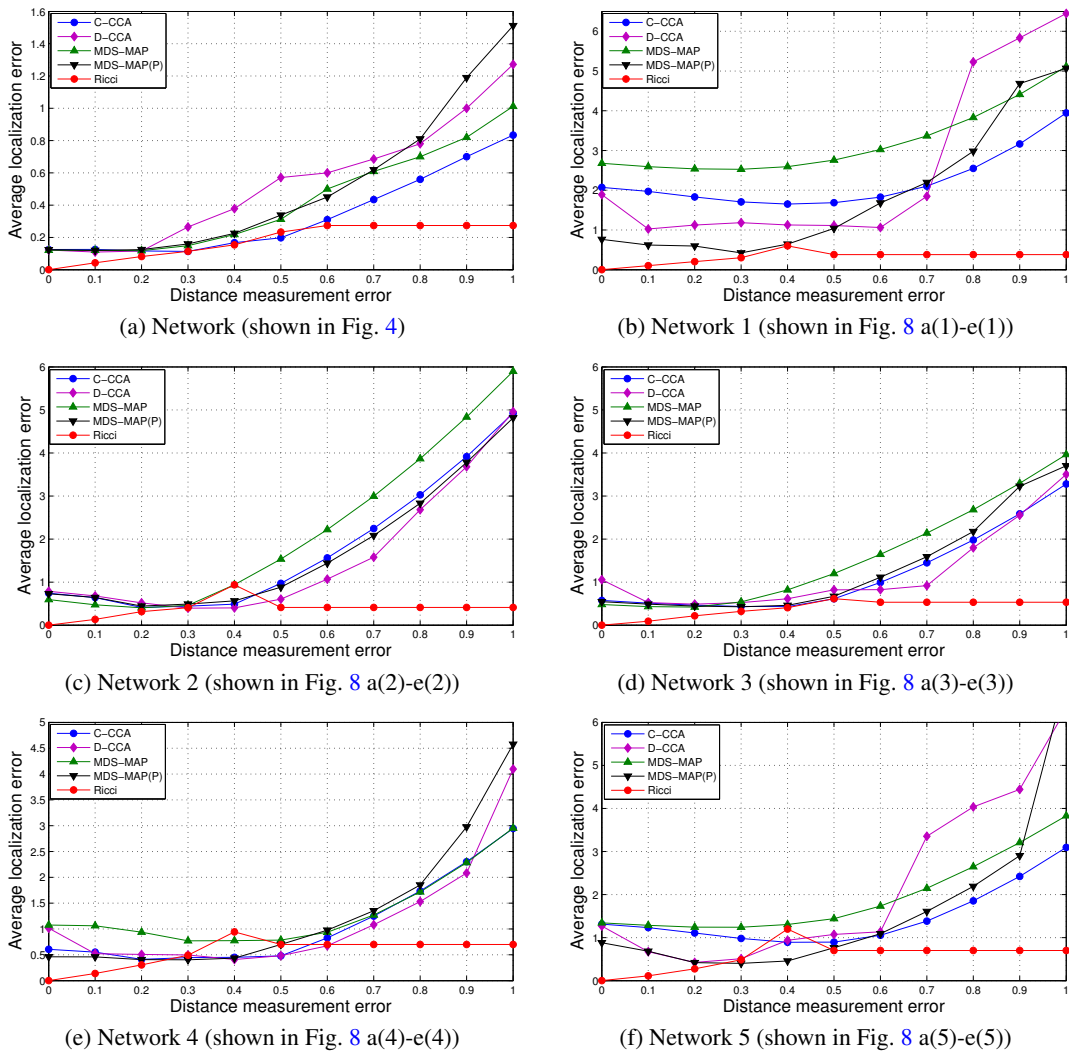 C-CCA
D-CCA
MDS-MAP
MDS-MAP(P)
Ricci
Average localization error
1.6
1.4
1.2
1
0.8
0.6
0.4
0.2
0
0 0.1 0.2 0.3 0.4 0.5 0.6 0.7 0.8 0.9 1
Distance measurement error
(a) Network (shown in Fig. 4)
C-CCA
D-CCA
MDS-MAP
MDS-MAP(P)
Ricci
Average localization error
6
5
4
3
2
1
0
0 0.1 0.2 0.3 0.4 0.5 0.6 0.7 0.8 0.9 1
Distance measurement error
(b) Network 1 (shown in Fig. 8 a(1)-e(1))
C-CCA
D-CCA
MDS-MAP
MDS-MAP(P)
Ricci
Average localization error
6
5
4
3
2
1
0
0 0.1 0.2 0.3 0.4 0.5 0.6 0.7 0.8 0.9 1
Distance measurement error
(c) Network 2 (shown in Fig. 8 a(2)-e(2))
C-CCA
D-CCA
MDS-MAP
MDS-MAP(P)
Ricci
Average localization error
6
5
4
3
2
1
0
0 0.1 0.2 0.3 0.4 0.5 0.6 0.7 0.8 0.9 1
Distance measurement error
(d) Network 3 (shown in Fig. 8 a(3)-e(3))
C-CCA
D-CCA
MDS-MAP
MDS-MAP(P)
Ricci
Average localization error
5
4.5
4
3.5
3
2.5
2
1.5
1
0.5
0
0 0.1 0.2 0.3 0.4 0.5 0.6 0.7 0.8 0.9 1
Distance measurement error
(e) Network 4 (shown in Fig. 8 a(4)-e(4))
C-CCA
D-CCA
MDS-MAP
MDS-MAP(P)
Ricci
Average localization error
6
5
4
3
2
1
0
0 0.1 0.2 0.3 0.4 0.5 0.6 0.7 0.8 0.9 1
Distance measurement error
(f) Network 5 (shown in Fig. 8 a(5)-e(5))